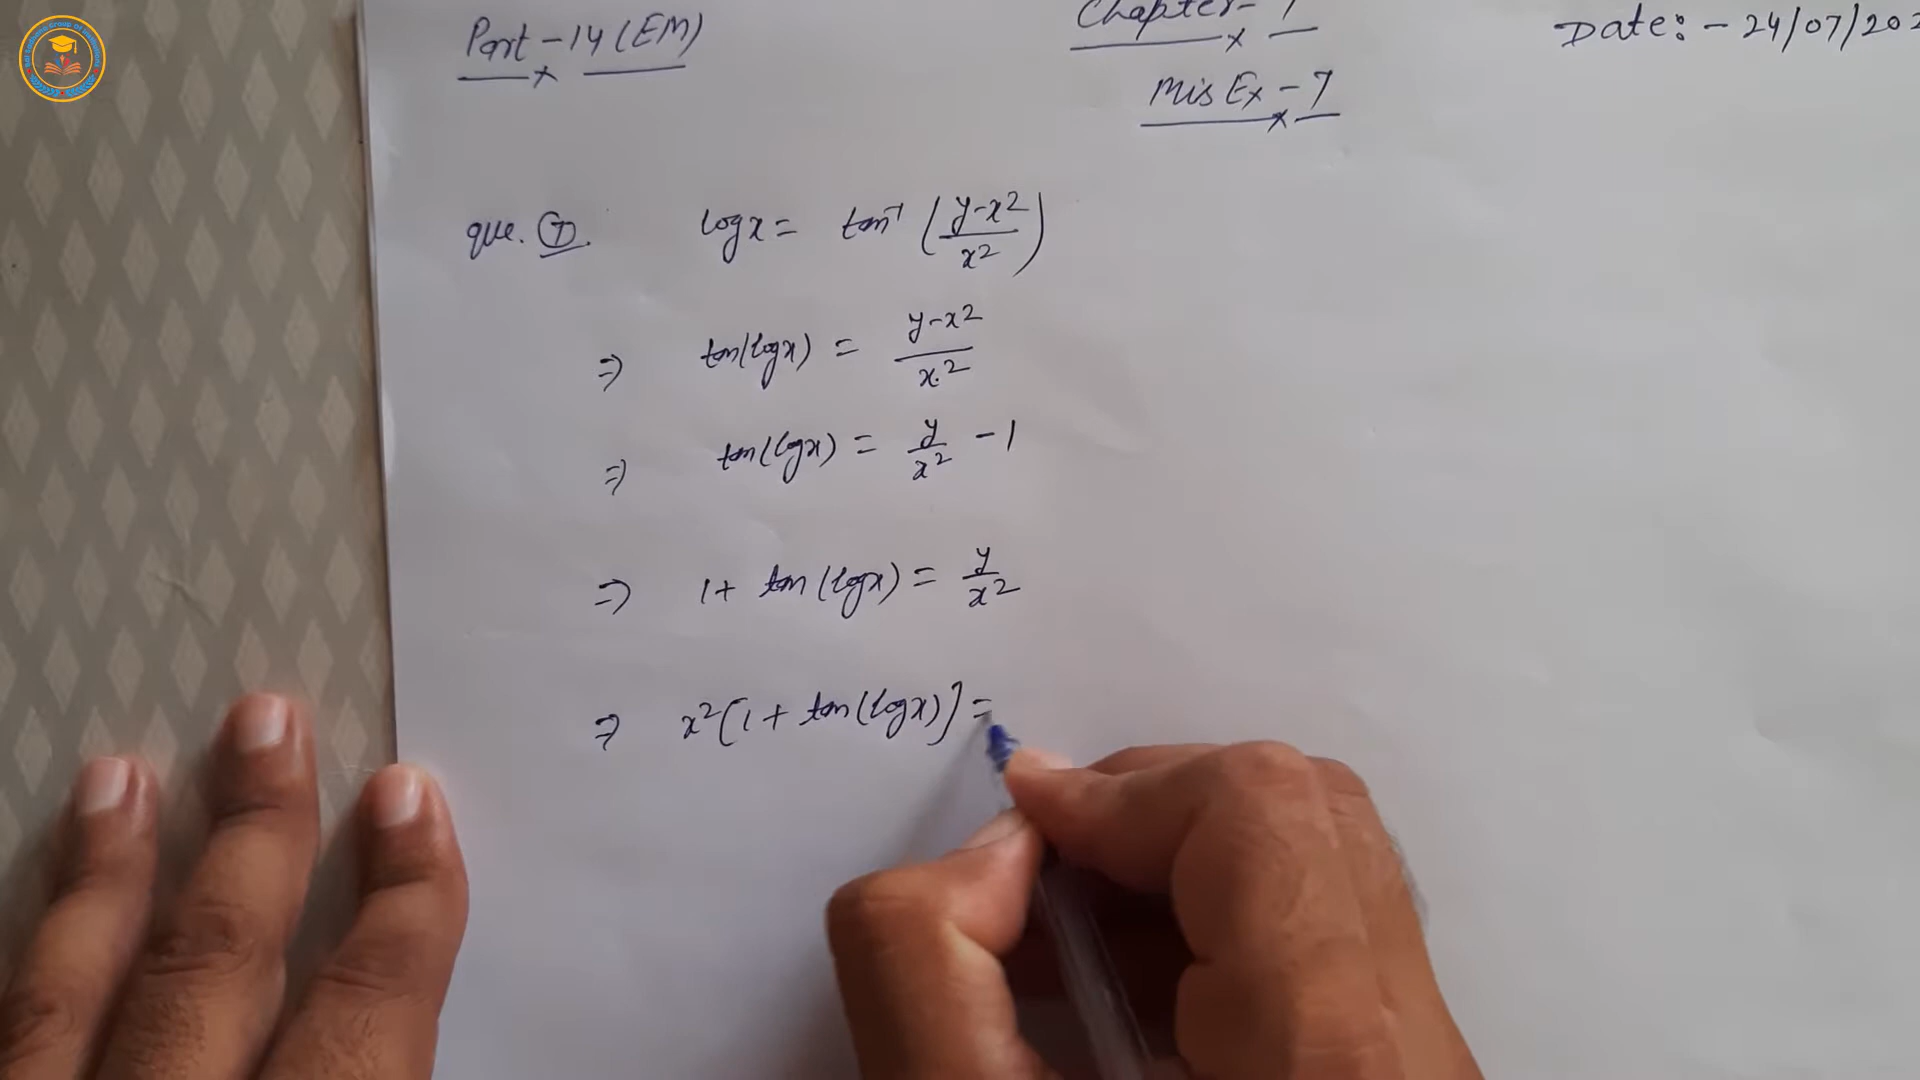 Part - 14 (EM)
Chapter - 7
Date: - 24/07/202
Mis Ex - 7
que. ⑦. log x = tan⁻¹ ((y-x²)/x²)
⇒ tan(log x) = (y-x²)/x²
⇒ tan(log x) = y/x² - 1
⇒ 1 + tan(log x) = y/x²
⇒ x²[1 + tan(log x)] =